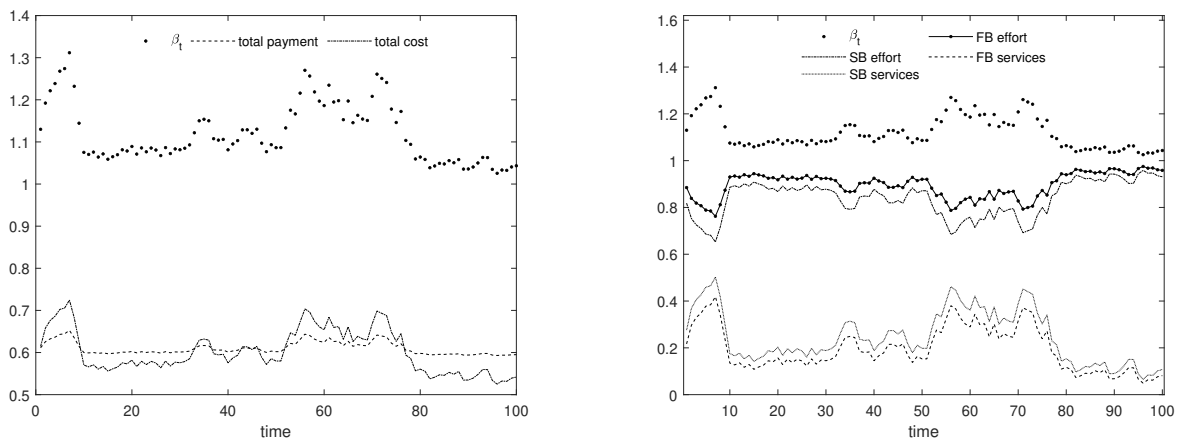 1.4
β_t total payment total cost
1.3
1.2
1.1
1
0.9
0.8
0.7
0.6
0.5
0 20 40 60 80 100
time
1.6
β_t FB effort
SB effort FB services
SB services
1.4
1.2
1
0.8
0.6
0.4
0.2
0
10 20 30 40 50 60 70 80 90 100
time